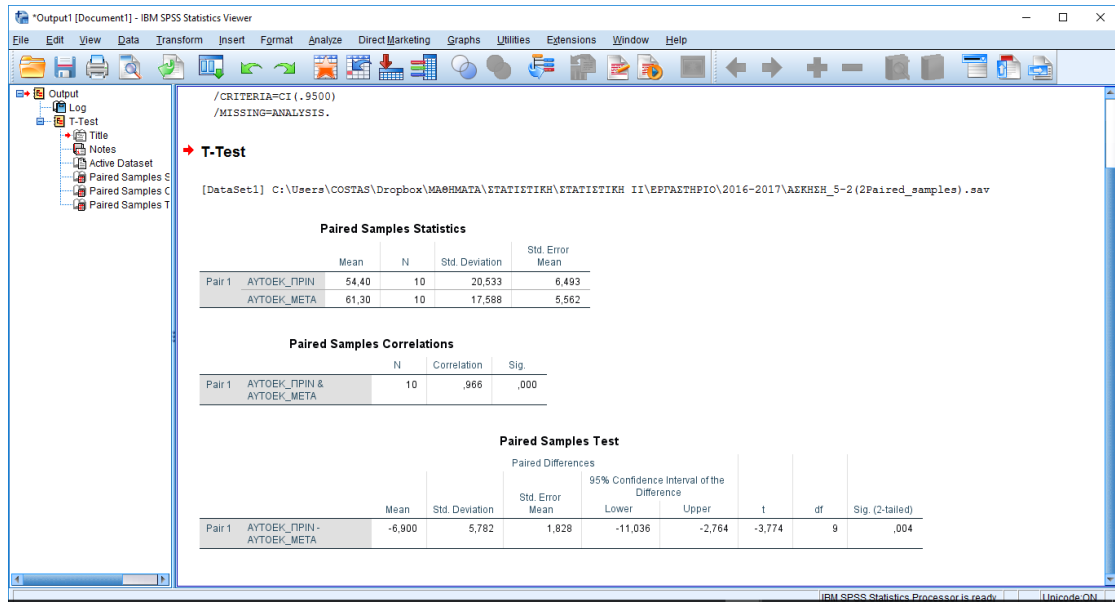 *Output1 [Document1] - IBM SPSS Statistics Viewer
File Edit View Data Transform Insert Format Analyze Direct Marketing Graphs Utilities Extensions Window Help
Output
Log
T-Test
Title
Notes
Active Dataset
Paired Samples S
Paired Samples C
Paired Samples T
/CRITERIA=CI(.9500)
/MISSING=ANALYSIS.
T-Test
[DataSet1] C:\Users\COSTAS\Dropbox\ΜΑΘΗΜΑΤΑ\ΣΤΑΤΙΣΤΙΚΗ\ΣΤΑΤΙΣΤΙΚΗ ΙΙ\ΕΡΓΑΣΤΗΡΙΟ\2016-2017\ΑΣΚΗΣΗ_5-2(2Paired_samples).sav
Paired Samples Statistics
Mean N Std. Deviation Std. Error Mean
Pair 1 ΑΥΤΟΕΚ_ΠΡΙΝ 54,40 10 20,533 6,493
ΑΥΤΟΕΚ_ΜΕΤΑ 61,30 10 17,588 5,562
Paired Samples Correlations
N Correlation Sig.
Pair 1 ΑΥΤΟΕΚ_ΠΡΙΝ & ΑΥΤΟΕΚ_ΜΕΤΑ 10 ,966 ,000
Paired Samples Test
Paired Differences
95% Confidence Interval of the Difference
Mean Std. Deviation Std. Error Mean Lower Upper t df Sig. (2-tailed)
Pair 1 ΑΥΤΟΕΚ_ΠΡΙΝ - ΑΥΤΟΕΚ_ΜΕΤΑ -6,900 5,782 1,828 -11,036 -2,764 -3,774 9 ,004
IBM SPSS Statistics Processor is ready Unicode:ON